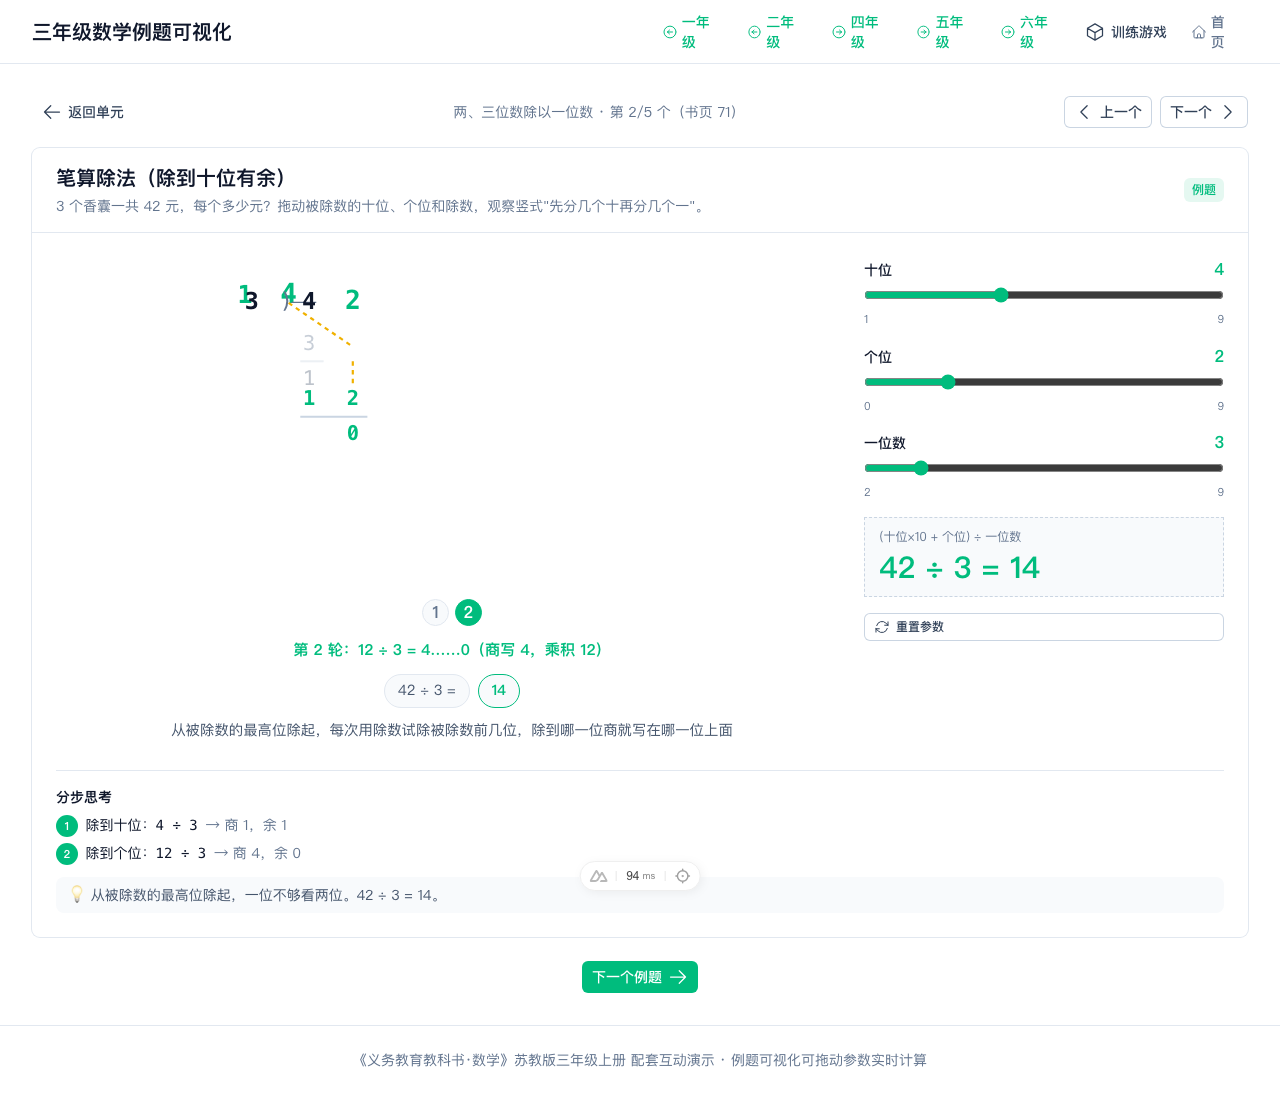 三年级数学例题可视化
一年级
二年级
四年级
五年级
六年级
训练游戏
首页
返回单元
两、三位数除以一位数 · 第 2/5 个（书页 71）
上一个
下一个
笔算除法（除到十位有余）
3 个香囊一共 42 元，每个多少元？拖动被除数的十位、个位和除数，观察竖式"先分几个十再分几个一"。
例题
1 4
3 ) 4 2
3
1
1 2
0
十位 4
1 9
个位 2
0 9
一位数 3
2 9
(十位×10 + 个位) ÷ 一位数
42 ÷ 3 = 14
重置参数
1 2
第 2 轮：12 ÷ 3 = 4……0（商写 4，乘积 12）
42 ÷ 3 = 14
从被除数的最高位除起，每次用除数试除被除数前几位，除到哪一位商就写在哪一位上面
分步思考
1 除到十位：4 ÷ 3 → 商 1，余 1
2 除到个位：12 ÷ 3 → 商 4，余 0
94 ms
💡 从被除数的最高位除起，一位不够看两位。42 ÷ 3 = 14。
下一个例题
《义务教育教科书·数学》苏教版三年级上册 配套互动演示 · 例题可视化可拖动参数实时计算